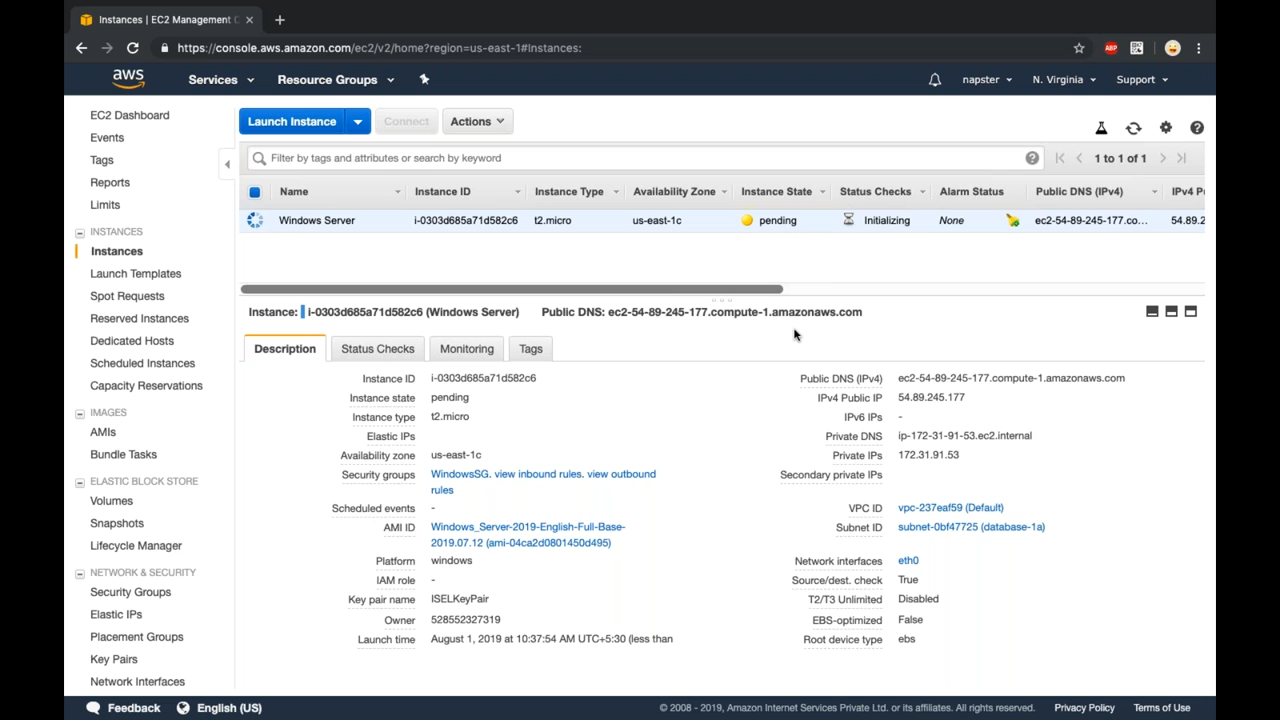 Instances | EC2 Management C
https://console.aws.amazon.com/ec2/v2/home?region=us-east-1#Instances:
ABP
aws Services Resource Groups napster N. Virginia Support
EC2 Dashboard
Events
Tags
Reports
Limits
INSTANCES
Instances
Launch Templates
Spot Requests
Reserved Instances
Dedicated Hosts
Scheduled Instances
Capacity Reservations
IMAGES
AMIs
Bundle Tasks
ELASTIC BLOCK STORE
Volumes
Snapshots
Lifecycle Manager
NETWORK & SECURITY
Security Groups
Elastic IPs
Placement Groups
Key Pairs
Network Interfaces
Launch Instance Connect Actions
Filter by tags and attributes or search by keyword 1 to 1 of 1
Name Instance ID Instance Type Availability Zone Instance State Status Checks Alarm Status Public DNS (IPv4) IPv4 P
Windows Server i-0303d685a71d582c6 t2.micro us-east-1c pending Initializing None ec2-54-89-245-177.co... 54.89.2
Instance: i-0303d685a71d582c6 (Windows Server) Public DNS: ec2-54-89-245-177.compute-1.amazonaws.com
Description Status Checks Monitoring Tags
Instance ID i-0303d685a71d582c6
Instance state pending
Instance type t2.micro
Elastic IPs
Availability zone us-east-1c
Security groups WindowsSG. view inbound rules. view outbound
rules
Scheduled events -
AMI ID Windows_Server-2019-English-Full-Base-
2019.07.12 (ami-04ca2d0801450d495)
Platform windows
IAM role -
Key pair name ISELKeyPair
Owner 528552327319
Launch time August 1, 2019 at 10:37:54 AM UTC+5:30 (less than
Public DNS (IPv4) ec2-54-89-245-177.compute-1.amazonaws.com
IPv4 Public IP 54.89.245.177
IPv6 IPs -
Private DNS ip-172-31-91-53.ec2.internal
Private IPs 172.31.91.53
Secondary private IPs
VPC ID vpc-237eaf59 (Default)
Subnet ID subnet-0bf47725 (database-1a)
Network interfaces eth0
Source/dest. check True
T2/T3 Unlimited Disabled
EBS-optimized False
Root device type ebs
Feedback English (US) © 2008 - 2019, Amazon Internet Services Private Ltd. or its affiliates. All rights reserved. Privacy Policy Terms of Use